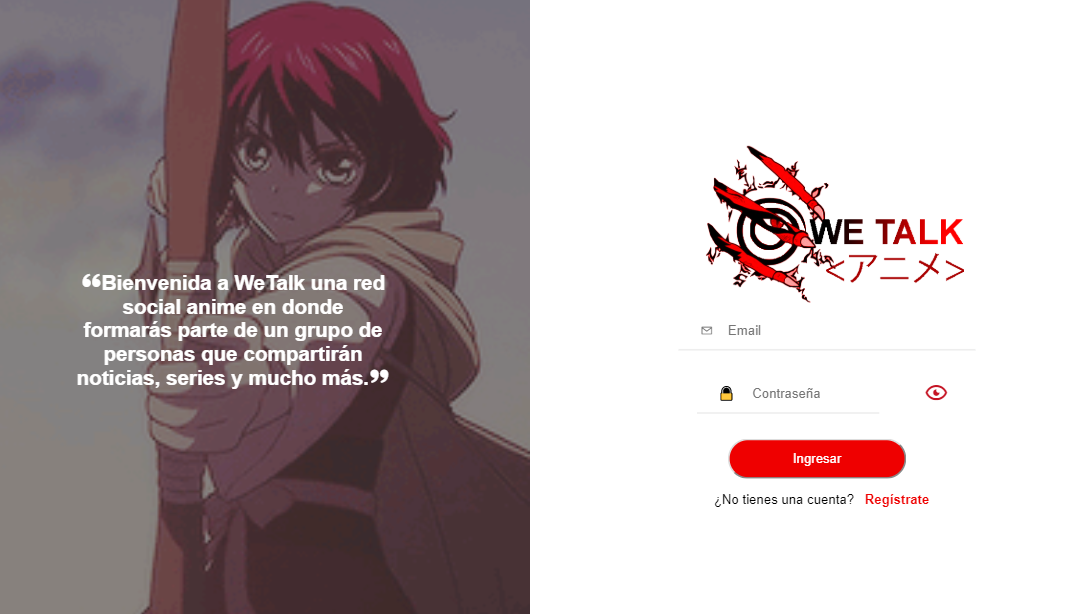 ❝Bienvenida a WeTalk una red
social anime en donde
formarás parte de un grupo de
personas que compartirán
noticias, series y mucho más.❞
WE TALK
<アニメ>
Email
Contraseña
Ingresar
¿No tienes una cuenta? Regístrate